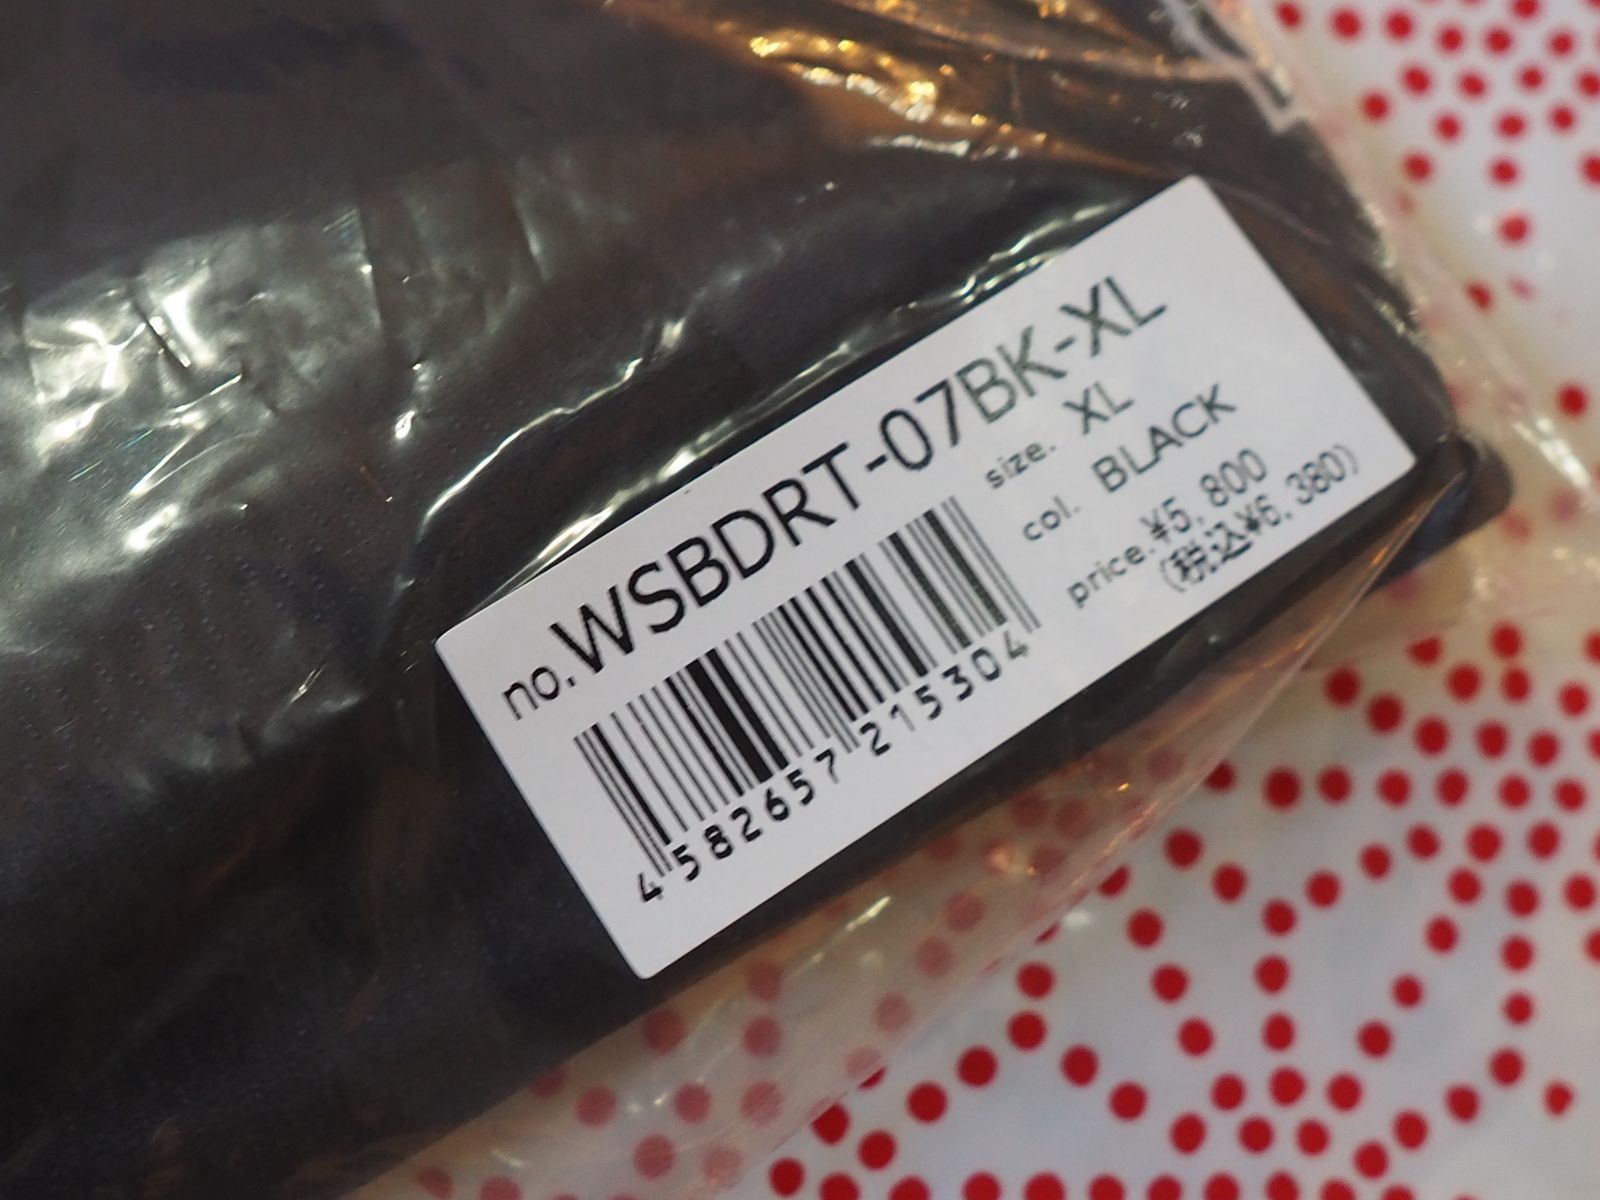 no.WSBDRT-07BK-XL
size. XL
col. BLACK
price.¥5,800
(税込¥6,380)
4582657215304